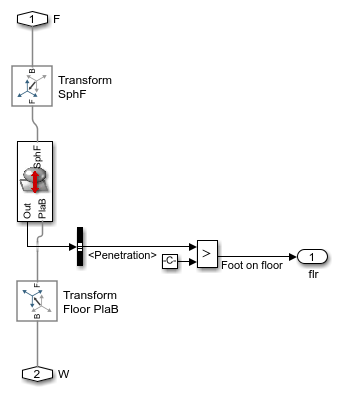 1 F
B
Transform
SphF
F
SphF
Out
PlaB
<Penetration>
-C-
>
Foot on floor
1
flr
F
Transform
Floor PlaB
B
2 W